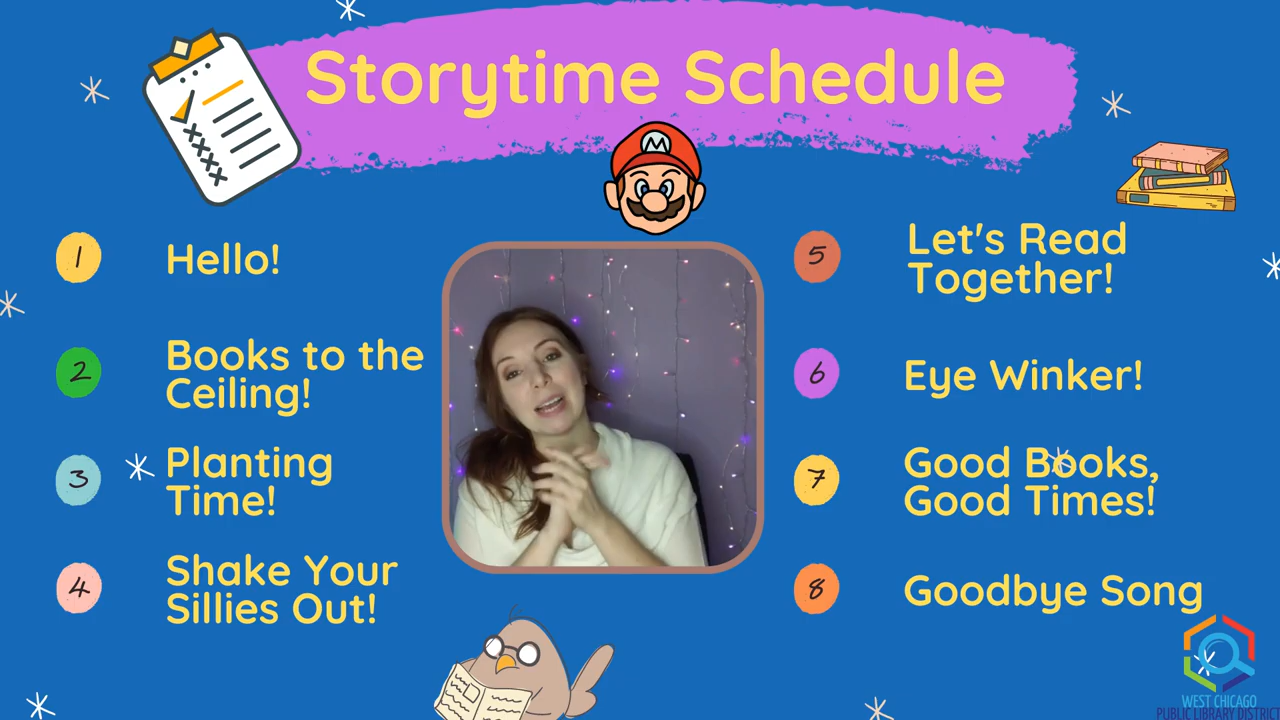 Storytime Schedule
M
1
Hello!
2
Books to the
Ceiling!
3
Planting
Time!
4
Shake Your
Sillies Out!
5
Let's Read
Together!
6
Eye Winker!
7
Good Books,
Good Times!
8
Goodbye Song
WEST CHICAGO
PUBLIC LIBRARY DISTRICT